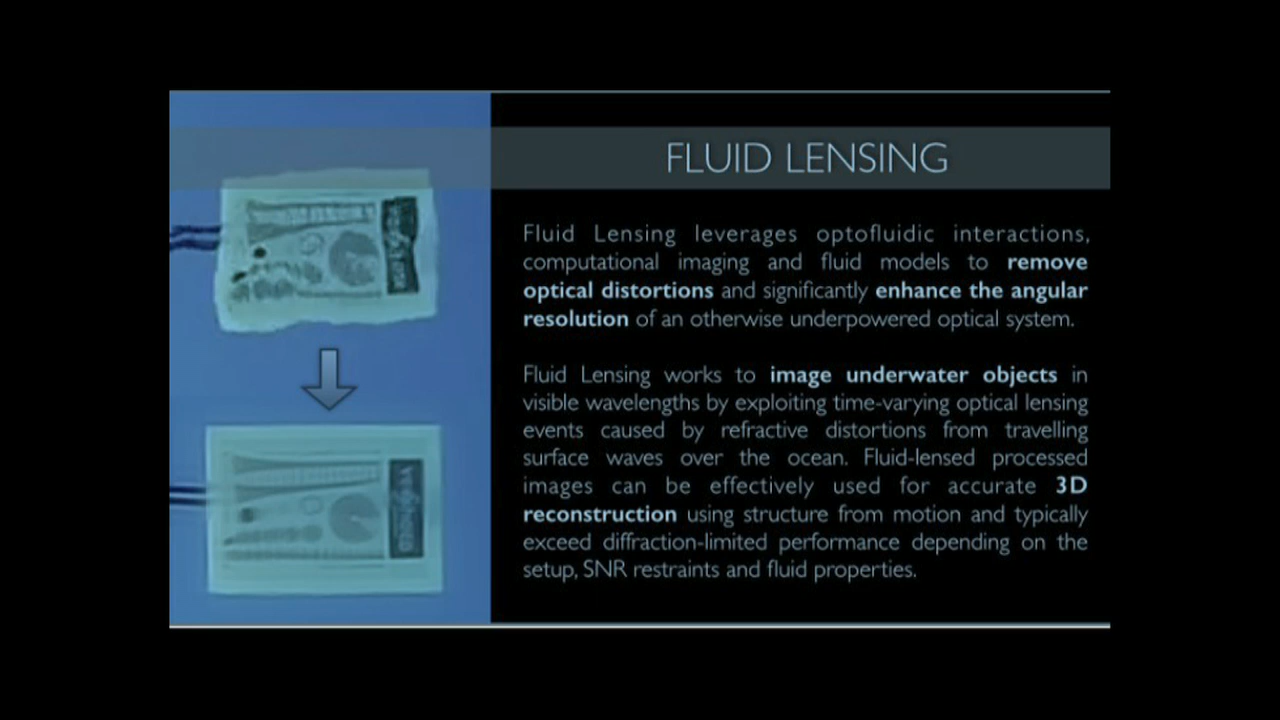 FLUID LENSING
Fluid Lensing leverages optofluidic interactions,
computational imaging and fluid models to remove
optical distortions and significantly enhance the angular
resolution of an otherwise underpowered optical system.
Fluid Lensing works to image underwater objects in
visible wavelengths by exploiting time-varying optical lensing
events caused by refractive distortions from travelling
surface waves over the ocean. Fluid-lensed processed
images can be effectively used for accurate 3D
reconstruction using structure from motion and typically
exceed diffraction-limited performance depending on the
setup, SNR restraints and fluid properties.